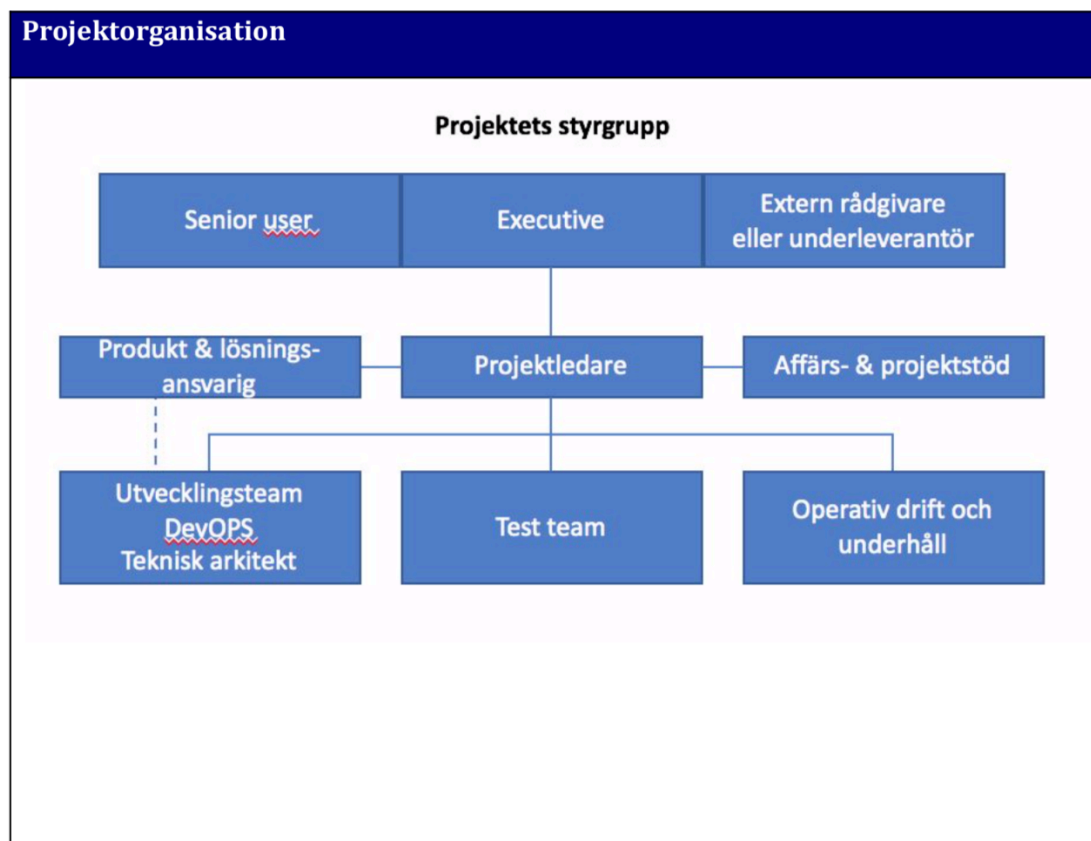 Projektorganisation
Projektets styrgrupp
Senior user
Executive
Extern rådgivare
eller underleverantör
Produkt & lösnings-
ansvarig
Projektledare
Affärs- & projektstöd
Utvecklingsteam
DevOPS
Teknisk arkitekt
Test team
Operativ drift och
underhåll